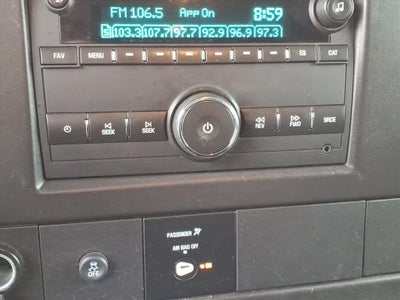 FM 106.5 App On 8:59
103.3 107.7 97.7 92.9 96.9 97.3
FAV MENU EQ CAT
SEEK SEEK REV FWD SRCE
PASSENGER
AIR BAG OFF
OFF